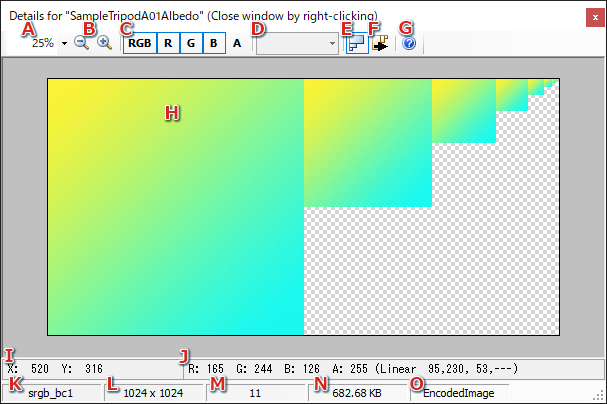 Details for "SampleTripodA01Albedo" (Close window by right-clicking)
x
A B C D E F G
25% RGB R G B A ?
H
I J
X: 520 Y: 316 R: 165 G: 244 B: 126 A: 255 (Linear 95,230, 53,---)
K L M N O
srgb_bc1 1024 x 1024 11 682.68 KB EncodedImage